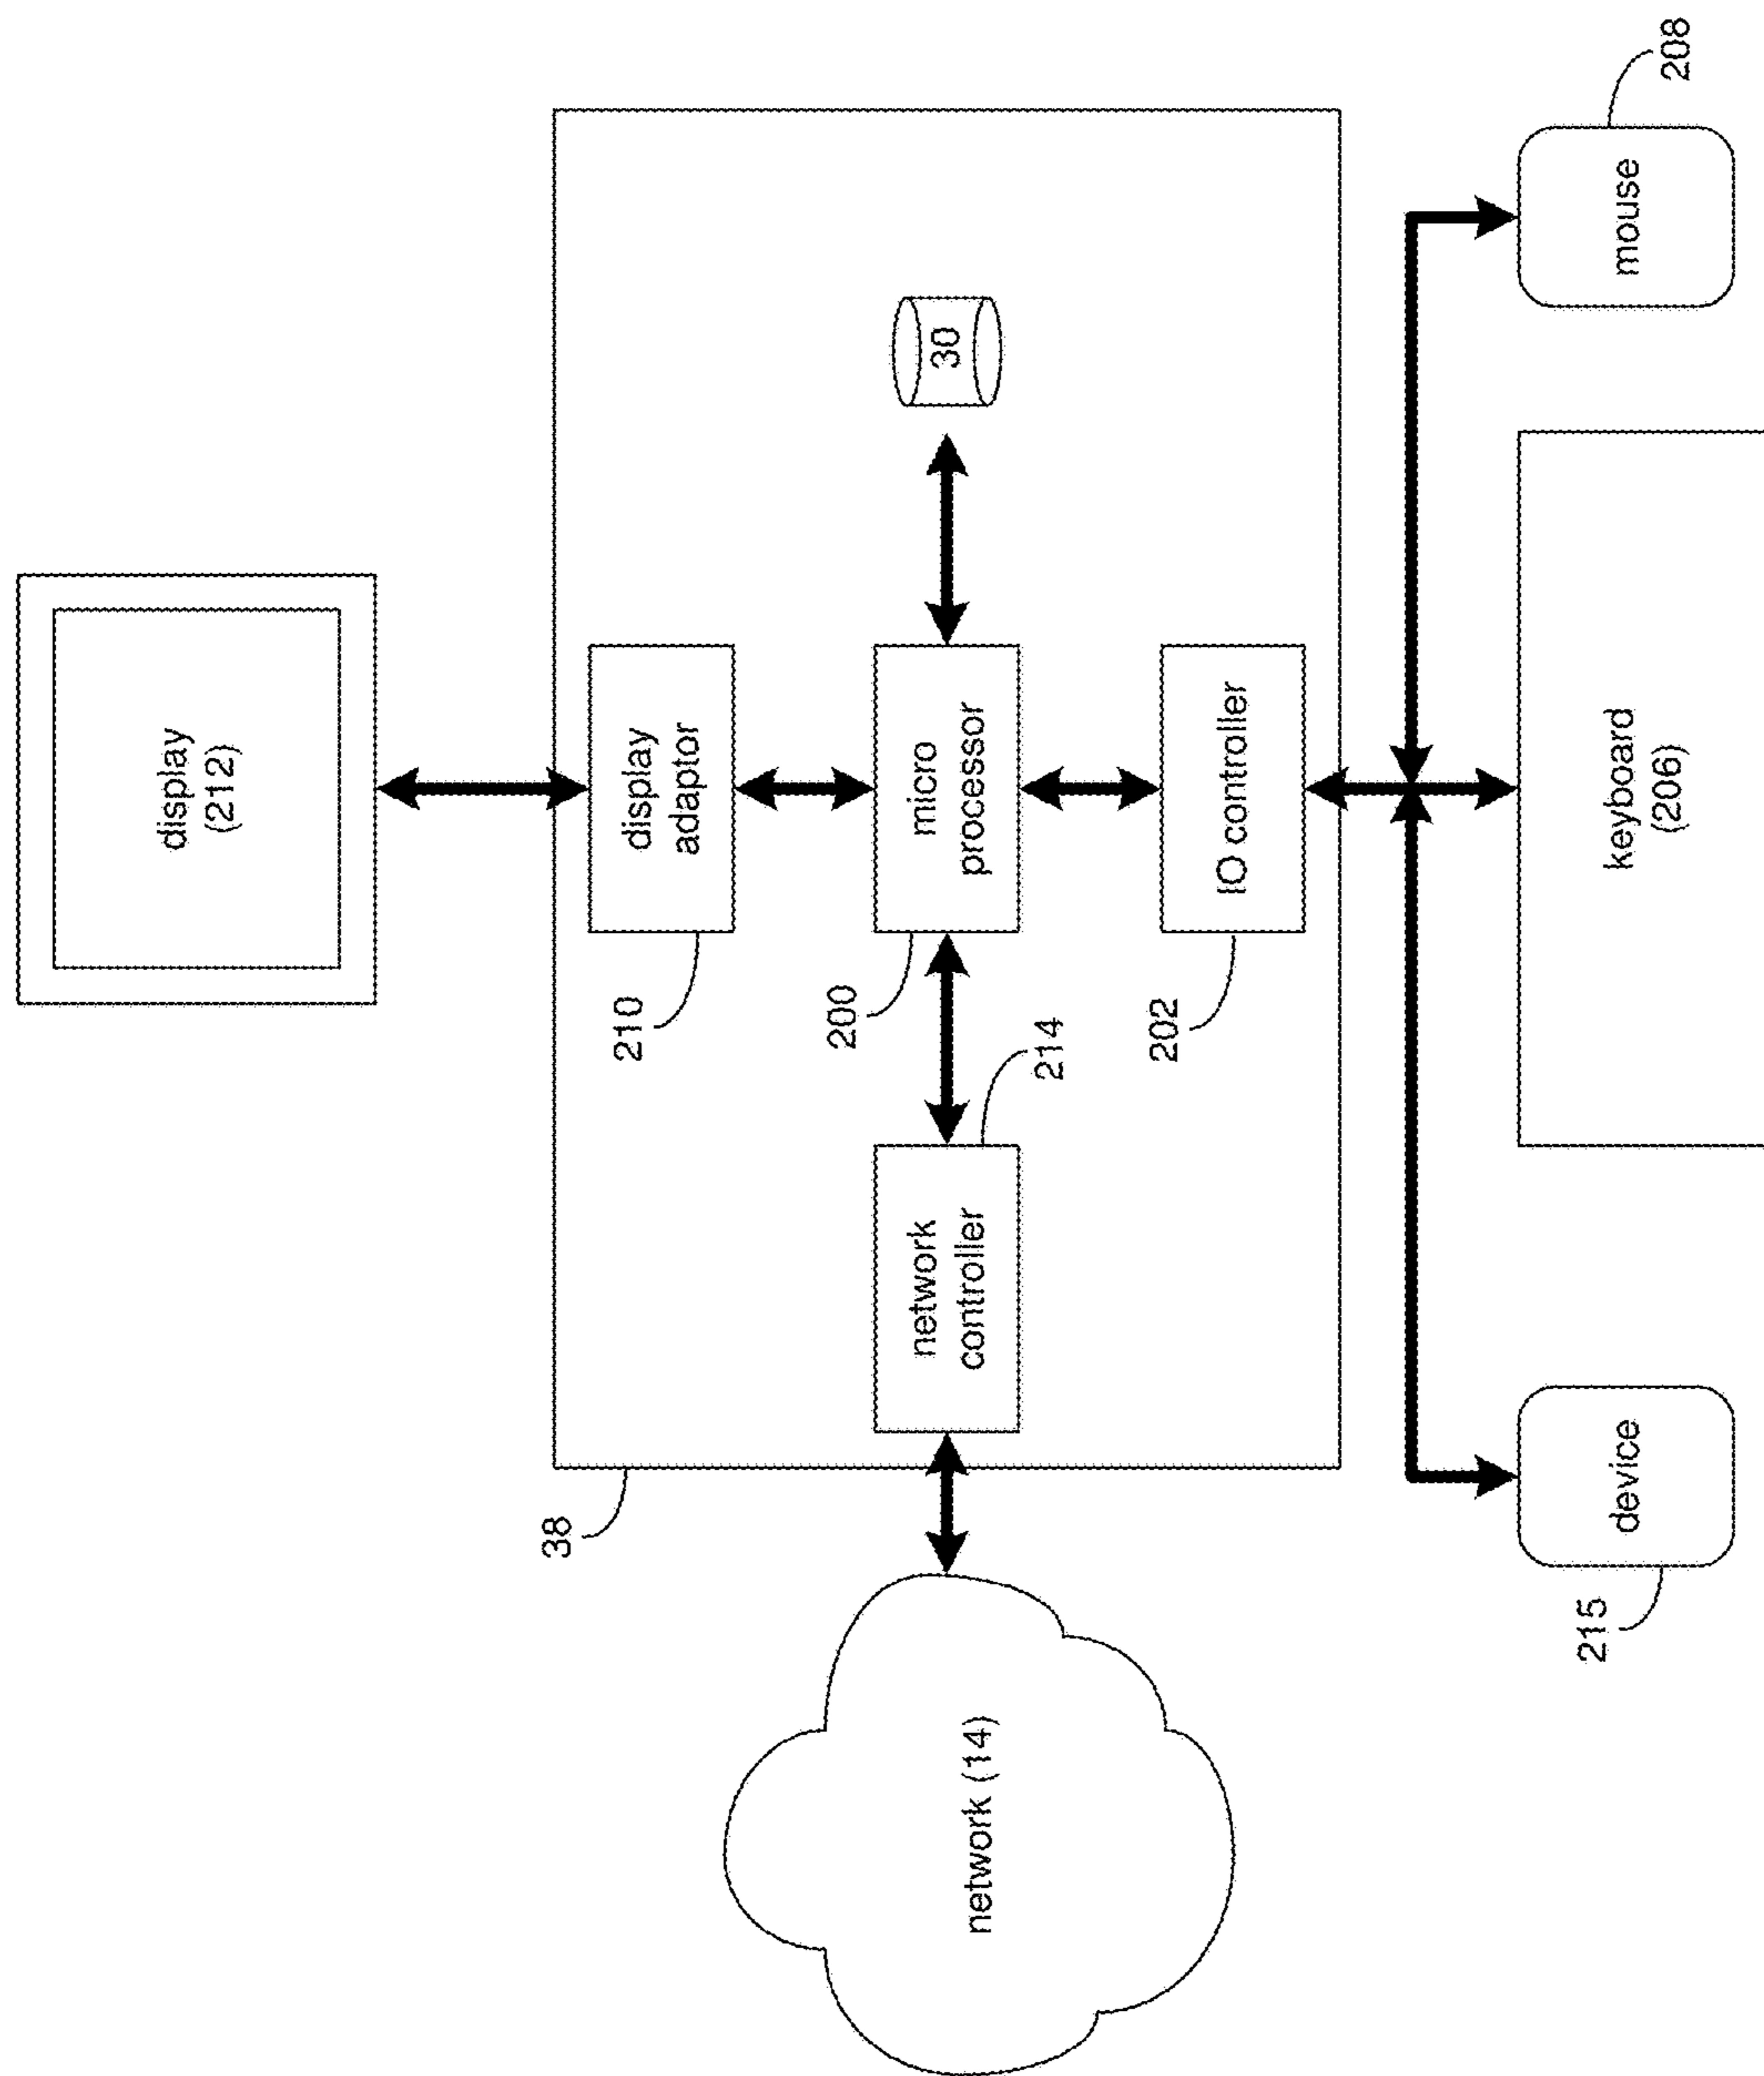 display
(212)
38
210
display
adaptor
200
network
controller
micro
processor
30
network (14)
214
202
IO controller
215
device
keyboard
(206)
mouse
208